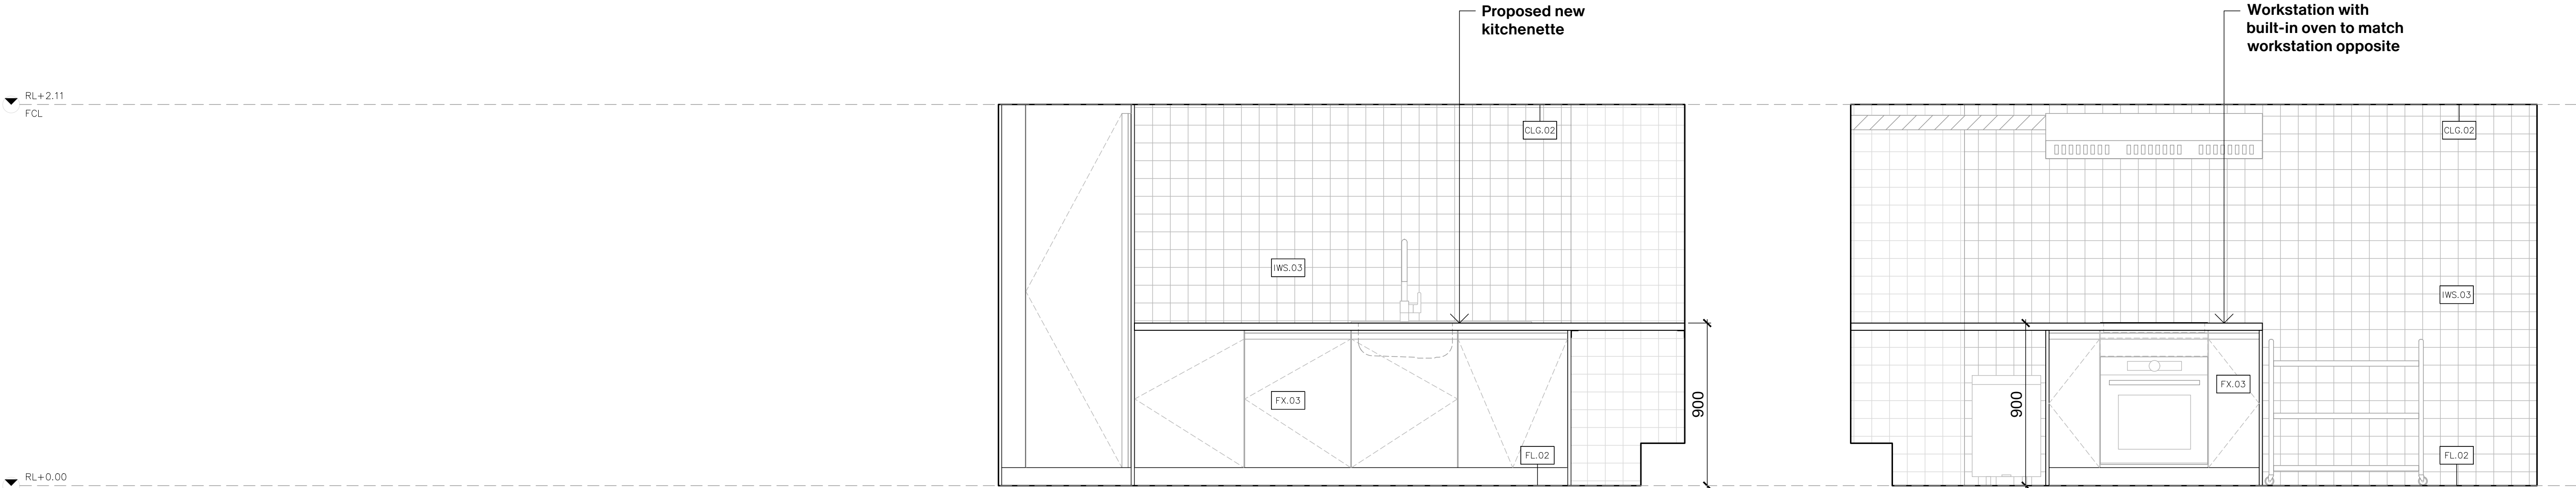 Proposed new
kitchenette
Workstation with
built-in oven to match
workstation opposite
RL+2.11
FCL
CLG.02
CLG.02
IWS.03
IWS.03
FX.03
FX.03
900
900
FL.02
FL.02
RL+0.00